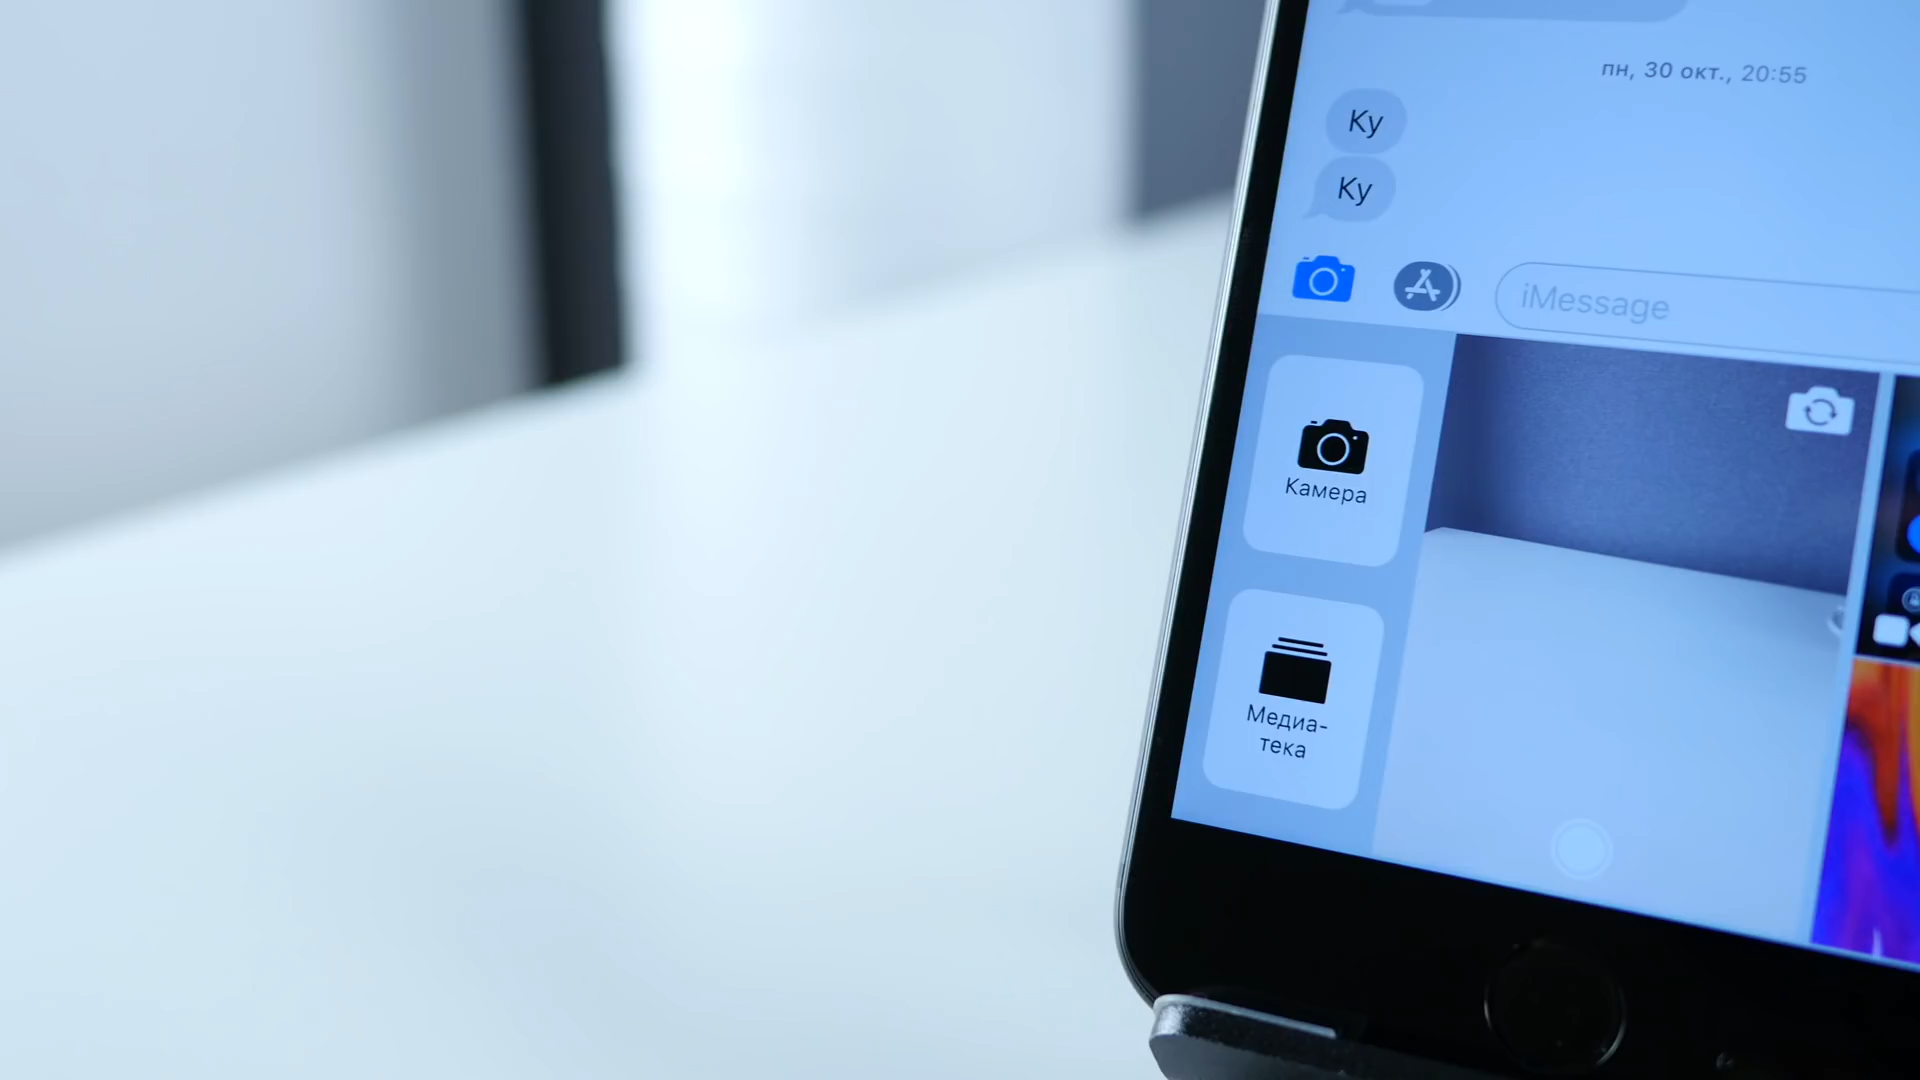 пн, 30 окт., 20:55
Ку
Ку
iMessage
Камера
Медиа-
тека